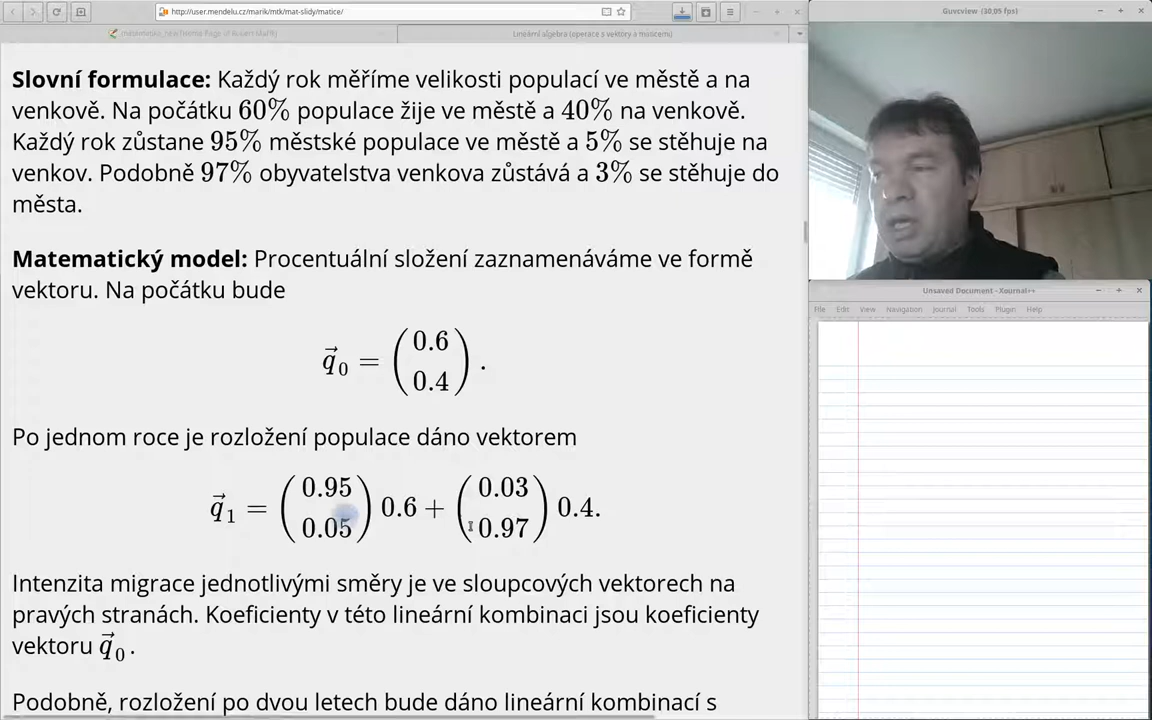 http://user.mendelu.cz/marik/mtk/mat-slidy/matice/
Lineární algebra (operace s vektory a maticemi)
Guvcview (30,05 fps)
Slovní formulace: Každý rok měříme velikosti populací ve městě a na
venkově. Na počátku 60% populace žije ve městě a 40% na venkově.
Každý rok zůstane 95% městské populace ve městě a 5% se stěhuje na
venkov. Podobně 97% obyvatelstva venkova zůstává a 3% se stěhuje do
města.
Matematický model: Procentuální složení zaznamenáváme ve formě
vektoru. Na počátku bude
q⃗₀ = (0.6 0.4) .
Po jednom roce je rozložení populace dáno vektorem
q⃗₁ = (0.95 0.05) 0.6 + (0.03 0.97) 0.4.
Intenzita migrace jednotlivými směry je ve sloupcových vektorech na
pravých stranách. Koeficienty v této lineární kombinaci jsou koeficienty
vektoru q⃗₀ .
Podobně, rozložení po dvou letech bude dáno lineární kombinací s
Unsaved Document - Xournal++
File Edit View Navigation Journal Tools Plugin Help